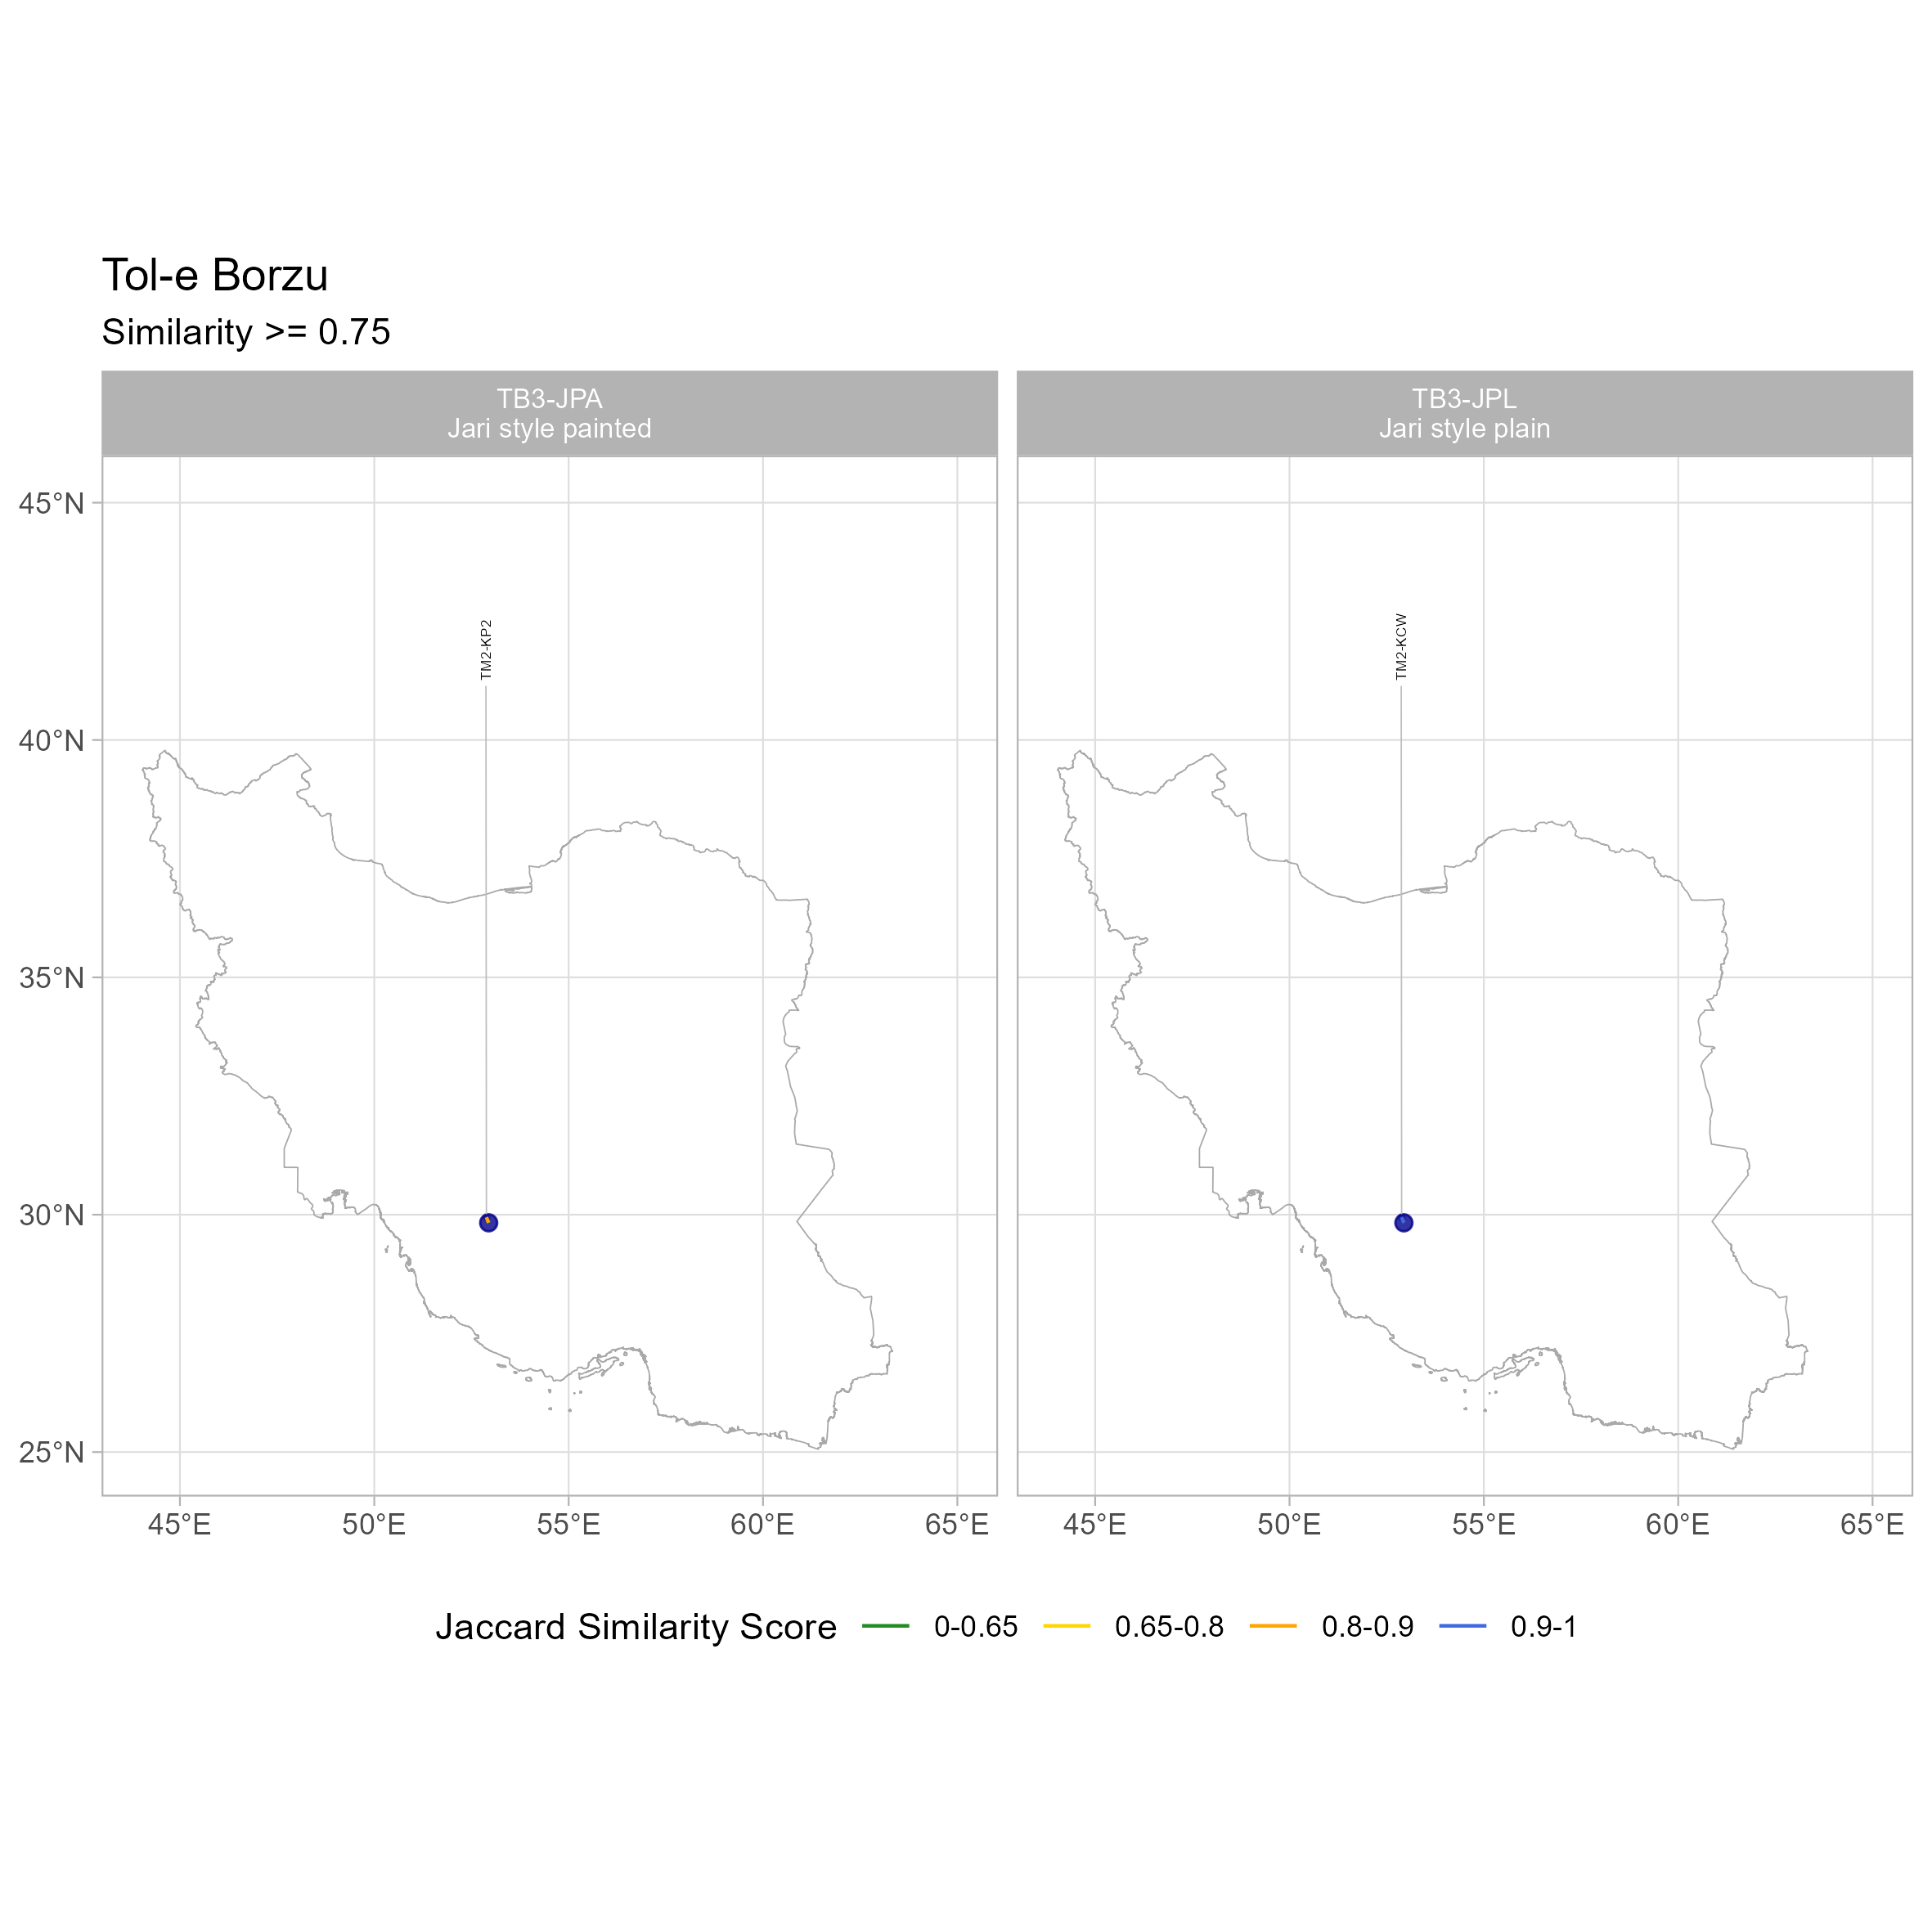 Tol-e Borzu
Similarity >= 0.75
TB3-JPA
Jari style painted
TB3-JPL
Jari style plain
TM2-KP2
TM2-KCW
45°N
40°N
35°N
30°N
25°N
45°E 50°E 55°E 60°E 65°E
45°E 50°E 55°E 60°E 65°E
Jaccard Similarity Score 0-0.65 0.65-0.8 0.8-0.9 0.9-1